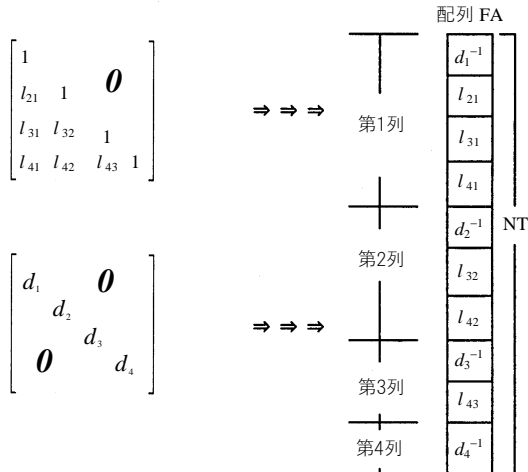 配列 FA
1
l₂₁ 1 0
l₃₁ l₃₂ 1
l₄₁ l₄₂ l₄₃ 1
⇒ ⇒ ⇒
d₁
d₂
d₃
d₄
0
0
⇒ ⇒ ⇒
第1列
第2列
第3列
第4列
d₁⁻¹
l₂₁
l₃₁
l₄₁
d₂⁻¹
l₃₂
l₄₂
d₃⁻¹
l₄₃
d₄⁻¹
NT